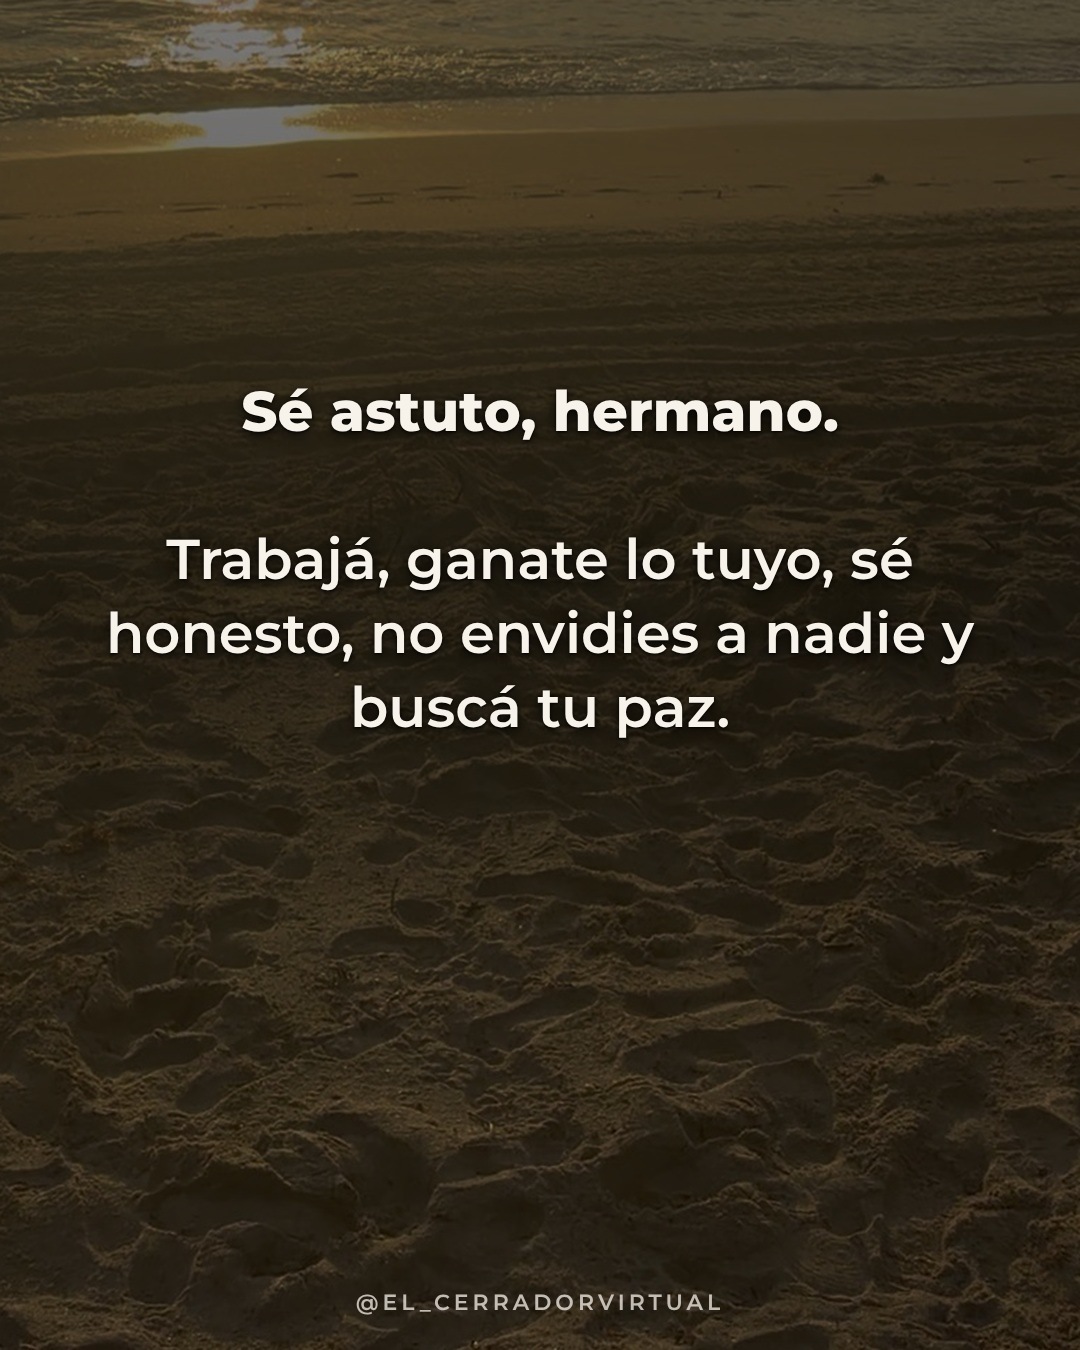 Sé astuto, hermano.
Trabajá, ganate lo tuyo, sé
honesto, no envidies a nadie y
buscá tu paz.
@EL_CERRADORVIRTUAL